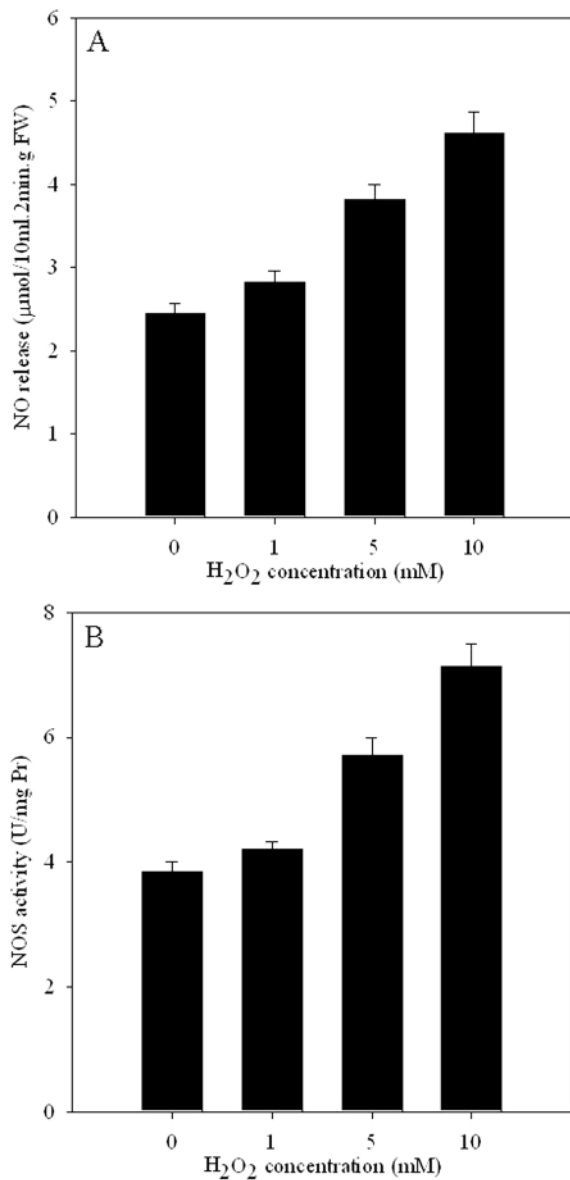 A
6
5
4
3
2
1
0
NO release (μmol/10ml.2min.g FW)
0 1 5 10
H₂O₂ concentration (mM)
B
8
6
4
2
0
NOS activity (U/mg Pr)
0 1 5 10
H₂O₂ concentration (mM)